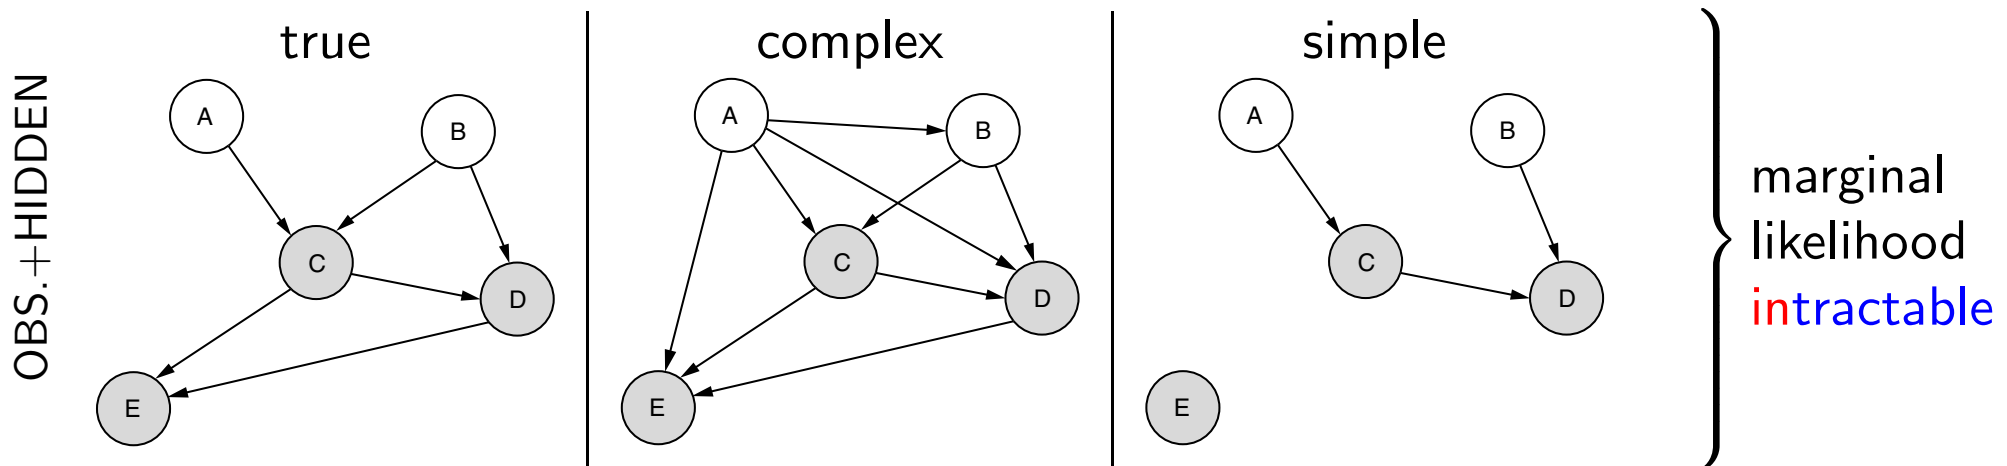 OBS.+HIDDEN
true
A
B
C
D
E
complex
A
B
C
D
E
simple
A
B
C
D
E
marginal
likelihood
intractable